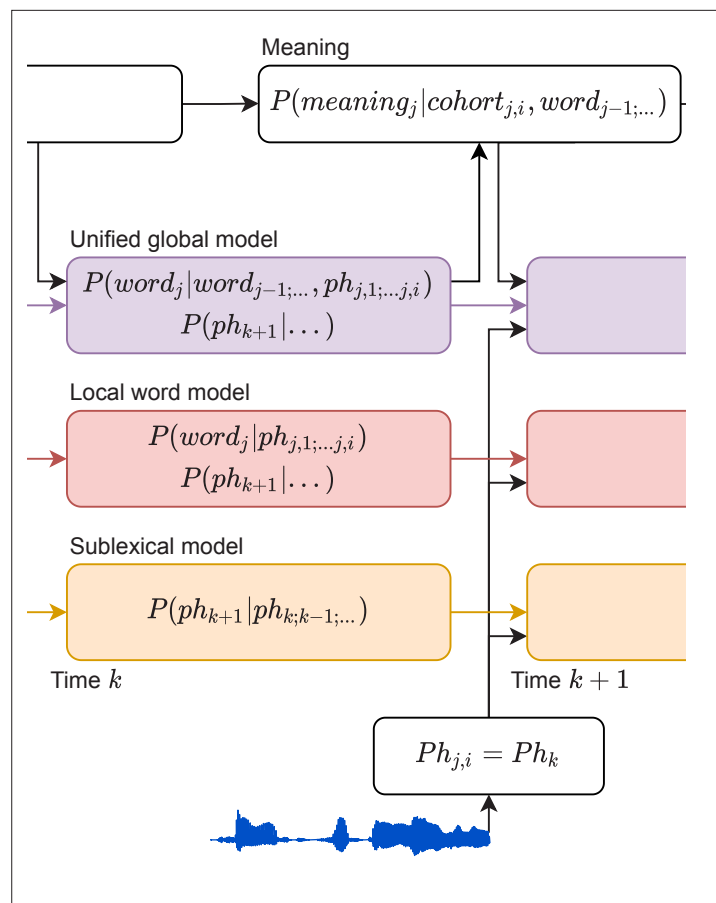 Meaning
P(meaning_j|cohort_{j,i}, word_{j-1;...})
Unified global model
P(word_j|word_{j-1;...}, ph_{j,1;...j,i})
P(ph_{k+1}|...)
Local word model
P(word_j|ph_{j,1;...j,i})
P(ph_{k+1}|...)
Sublexical model
P(ph_{k+1}|ph_{k;k-1;...})
Time k
Time k + 1
Ph_{j,i} = Ph_k